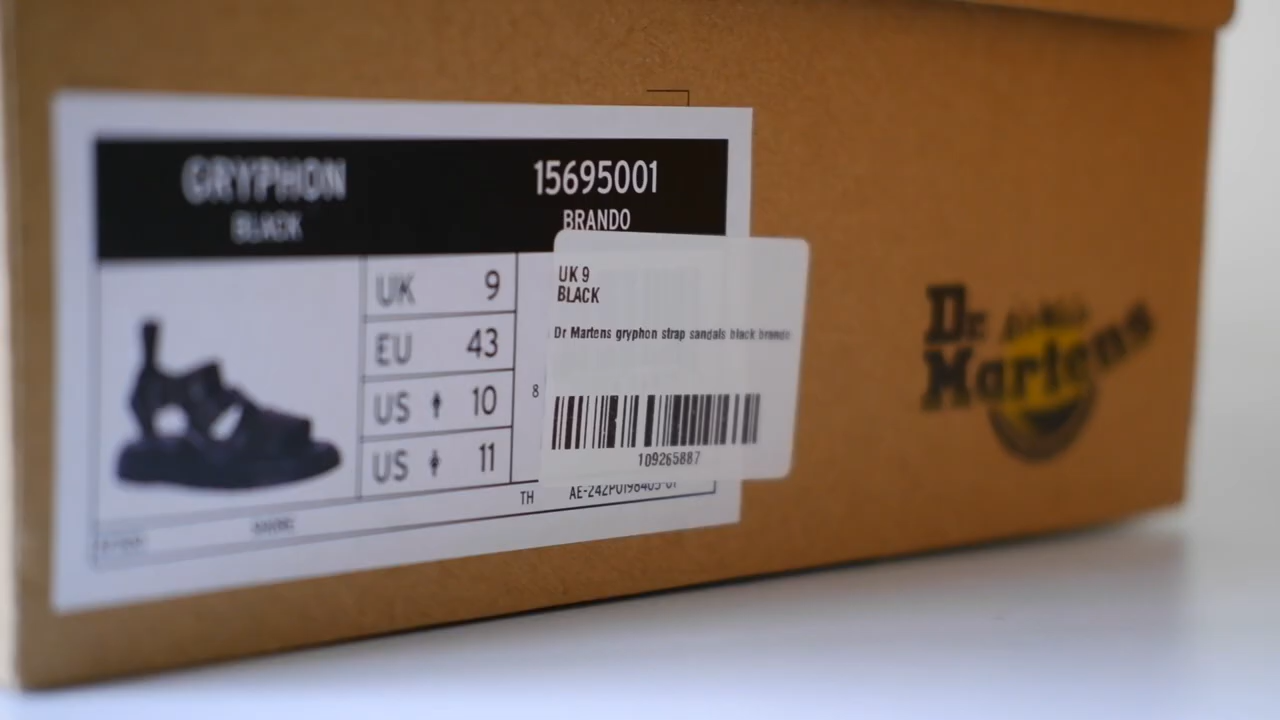 GRYPHON
BLACK
15695001
BRANDO
UK 9
EU 43
US 10
US 11
8
UK 9
BLACK
Dr Martens gryphon strap sandals black brando
109265887
TH
Dr
Martens